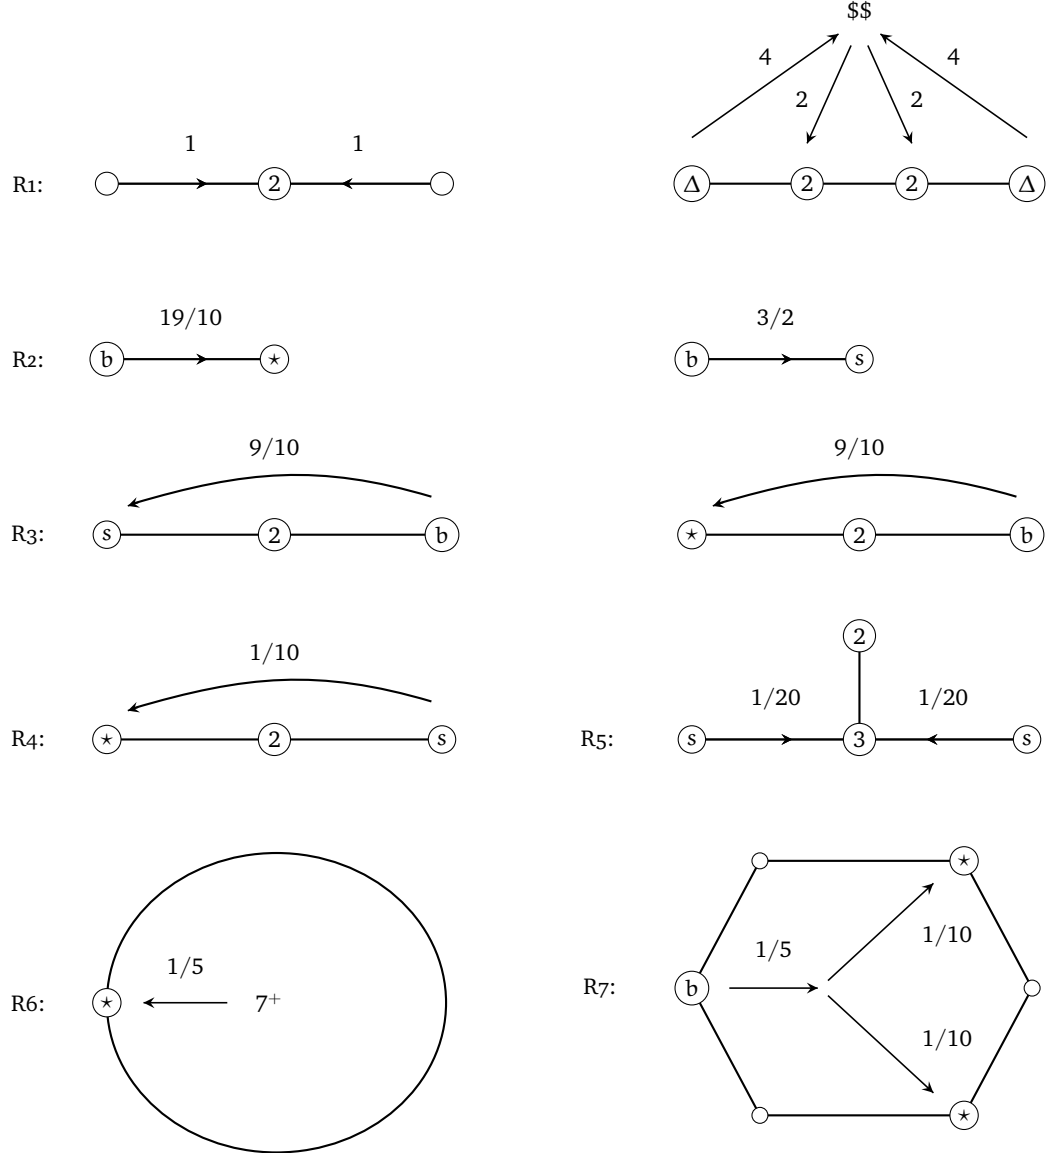 $$
4 4
2 2
1 1
R1: 2 Δ 2 2 Δ
19/10 3/2
R2: b ⋆ b s
9/10 9/10
R3: s 2 b ⋆ 2 b
2
1/10
1/20 1/20
R4: ⋆ 2 s R5: s 3 s
⋆
1/10
1/5 1/5
R6: ⋆ 7⁺ R7: b
1/10
⋆